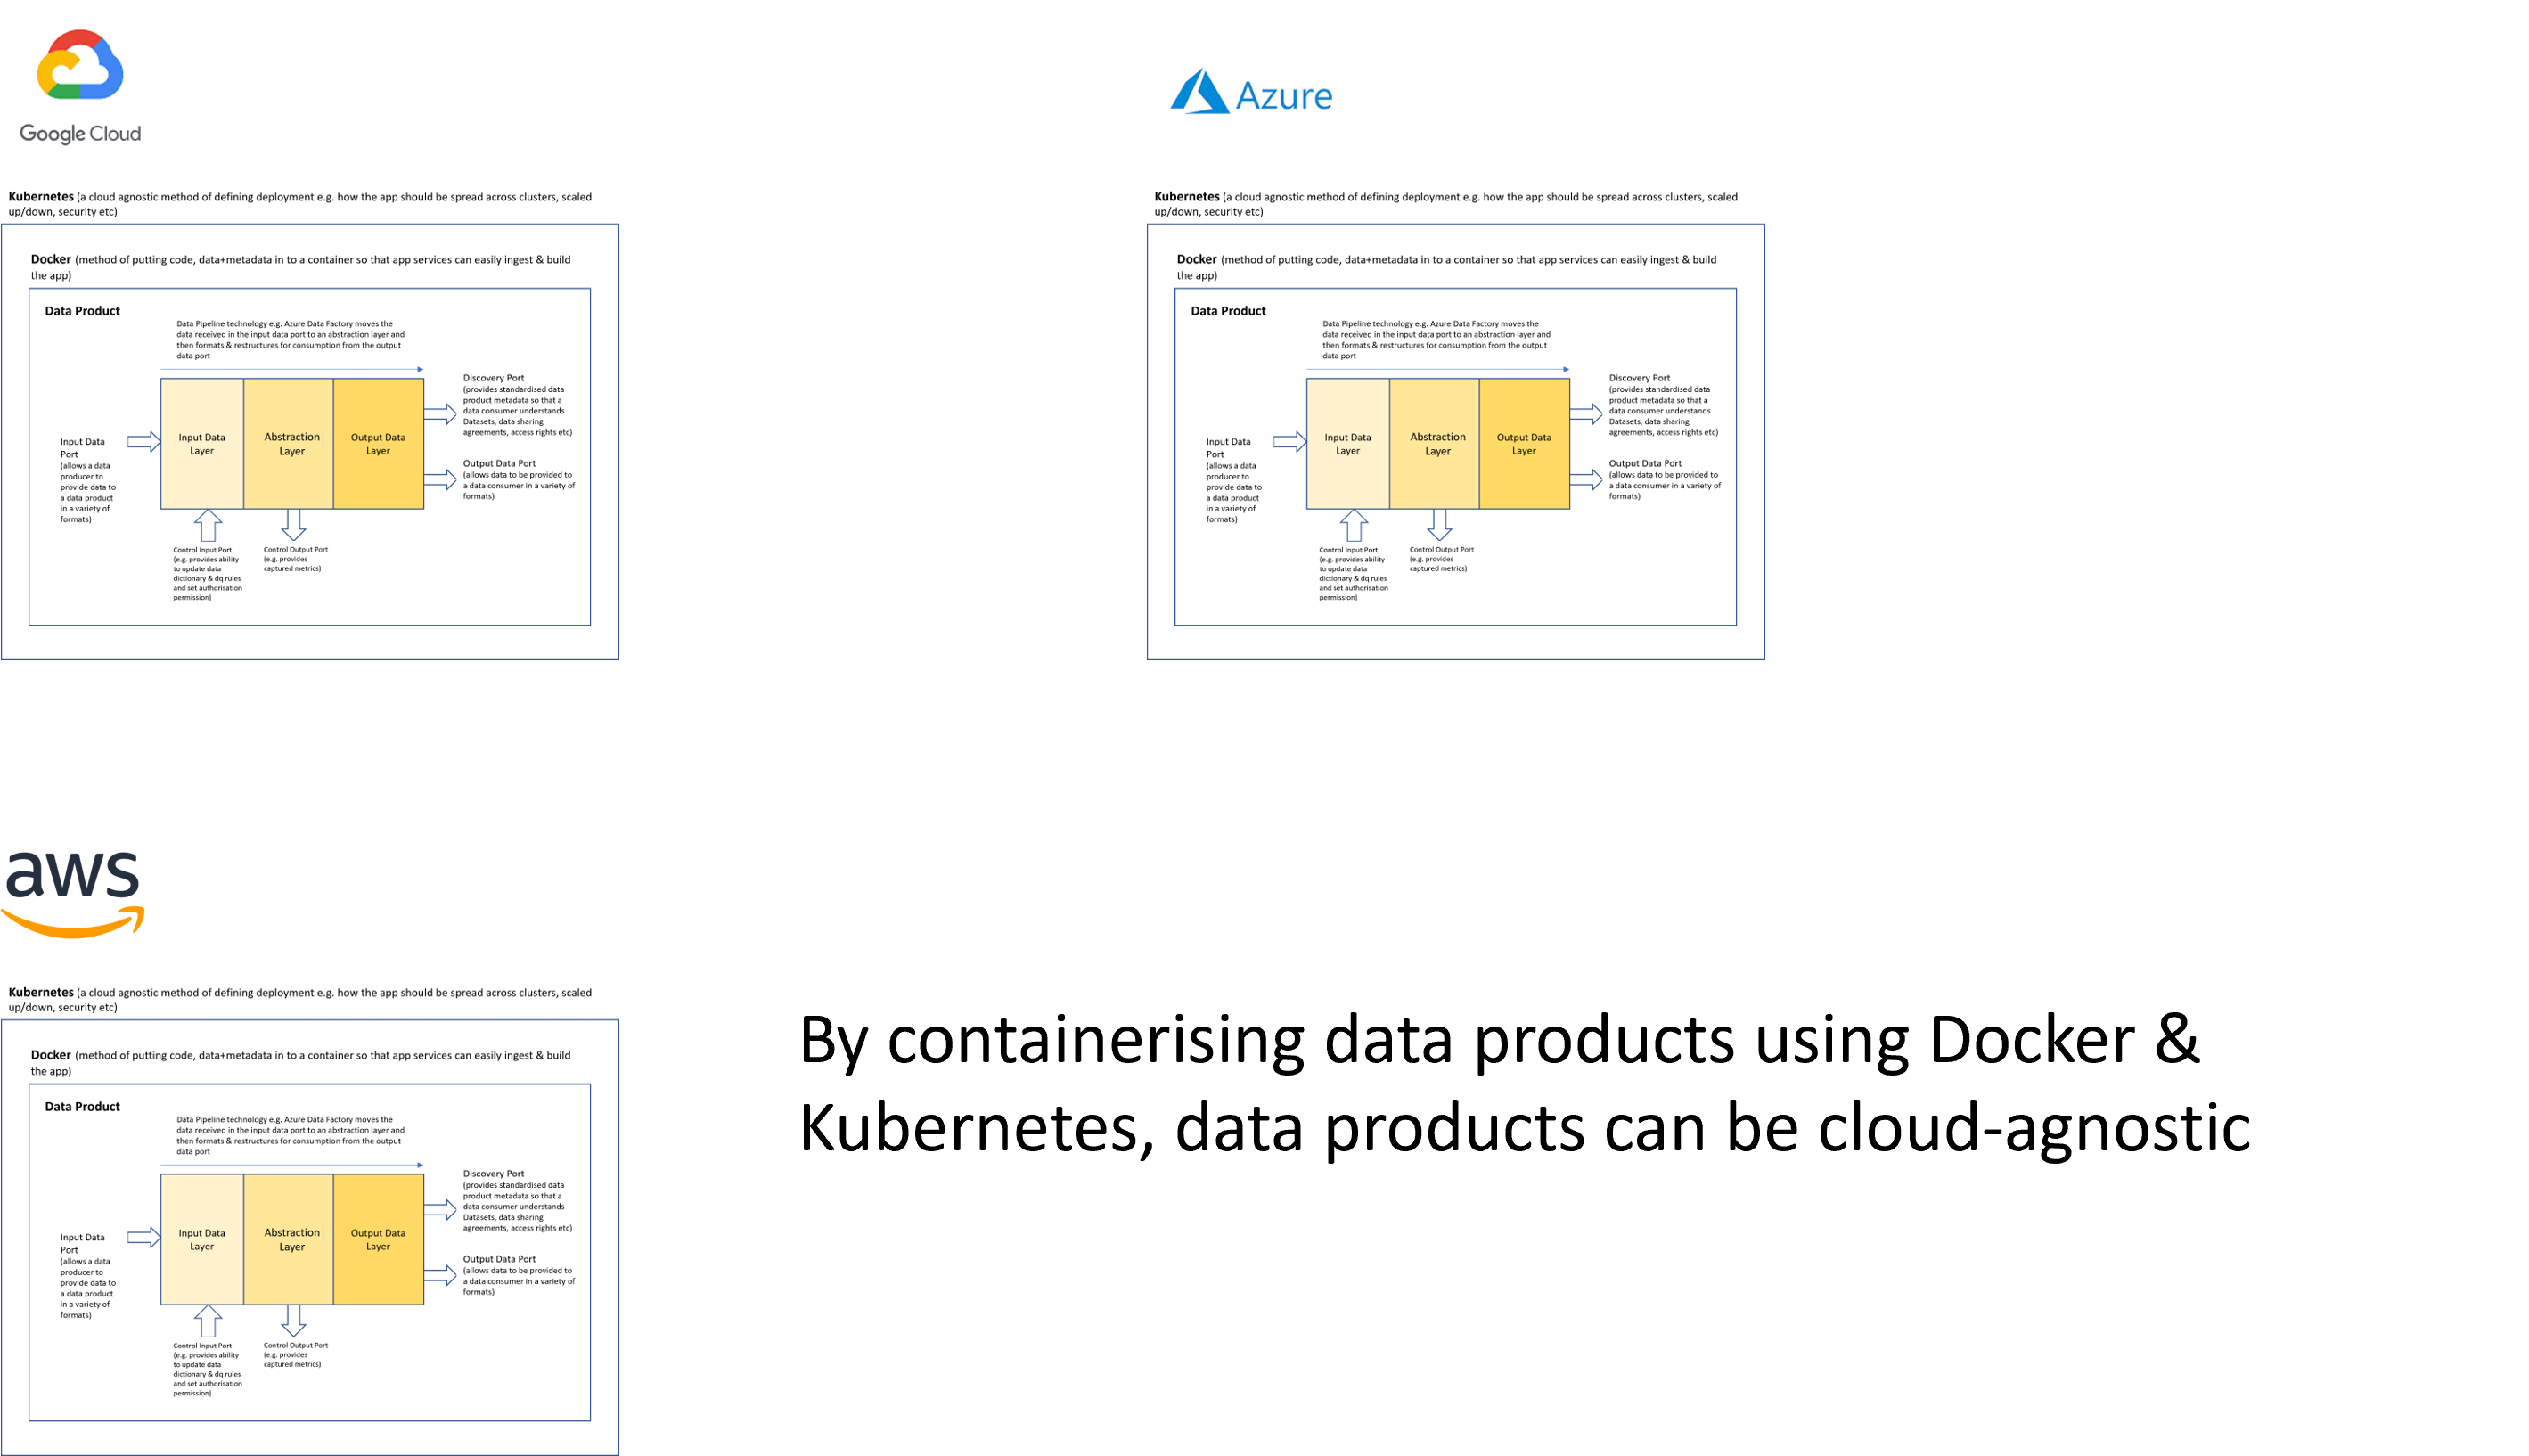 Google Cloud
Kubernetes (a cloud agnostic method of defining deployment e.g. how the app should be spread across clusters, scaled
up/down, security etc)
Docker (method of putting code, data+metadata in to a container so that app services can easily ingest & build
the app)
Data Product
Data Pipeline technology e.g. Azure Data Factory moves the
data received in the input data port to an abstraction layer and
then formats & restructures for consumption from the output
data port
Input Data
Port
(allows a data
producer to
provide data to
a data product
in a variety of
formats)
Input Data
Layer
Abstraction
Layer
Output Data
Layer
Discovery Port
(provides standardised data
product metadata so that a
data consumer understands
Datasets, data sharing
agreements, access rights etc)
Output Data Port
(allows data to be provided to
a data consumer in a variety of
formats)
Control Input Port
(e.g. provides ability
to update data
dictionary & dq rules
and set authorisation
permission)
Control Output Port
(e.g. provides
captured metrics)
Azure
Kubernetes (a cloud agnostic method of defining deployment e.g. how the app should be spread across clusters, scaled
up/down, security etc)
Docker (method of putting code, data+metadata in to a container so that app services can easily ingest & build
the app)
Data Product
Data Pipeline technology e.g. Azure Data Factory moves the
data received in the input data port to an abstraction layer and
then formats & restructures for consumption from the output
data port
Input Data
Port
(allows a data
producer to
provide data to
a data product
in a variety of
formats)
Input Data
Layer
Abstraction
Layer
Output Data
Layer
Discovery Port
(provides standardised data
product metadata so that a
data consumer understands
Datasets, data sharing
agreements, access rights etc)
Output Data Port
(allows data to be provided to
a data consumer in a variety of
formats)
Control Input Port
(e.g. provides ability
to update data
dictionary & dq rules
and set authorisation
permission)
Control Output Port
(e.g. provides
captured metrics)
aws
Kubernetes (a cloud agnostic method of defining deployment e.g. how the app should be spread across clusters, scaled
up/down, security etc)
Docker (method of putting code, data+metadata in to a container so that app services can easily ingest & build
the app)
Data Product
Data Pipeline technology e.g. Azure Data Factory moves the
data received in the input data port to an abstraction layer and
then formats & restructures for consumption from the output
data port
Input Data
Port
(allows a data
producer to
provide data to
a data product
in a variety of
formats)
Input Data
Layer
Abstraction
Layer
Output Data
Layer
Discovery Port
(provides standardised data
product metadata so that a
data consumer understands
Datasets, data sharing
agreements, access rights etc)
Output Data Port
(allows data to be provided to
a data consumer in a variety of
formats)
Control Input Port
(e.g. provides ability
to update data
dictionary & dq rules
and set authorisation
permission)
Control Output Port
(e.g. provides
captured metrics)
By containerising data products using Docker &
Kubernetes, data products can be cloud-agnostic